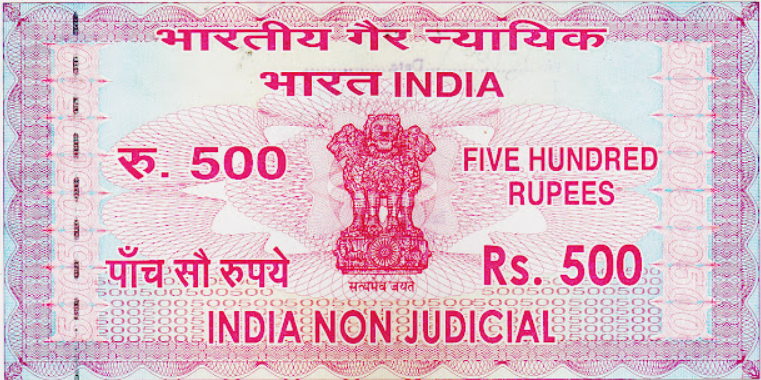 भारतीय गैर न्यायिक
भारत INDIA
रु. 500
FIVE HUNDRED
RUPEES
पाँच सौ रुपये
Rs. 500
सत्यमेव जयते
INDIA NON JUDICIAL